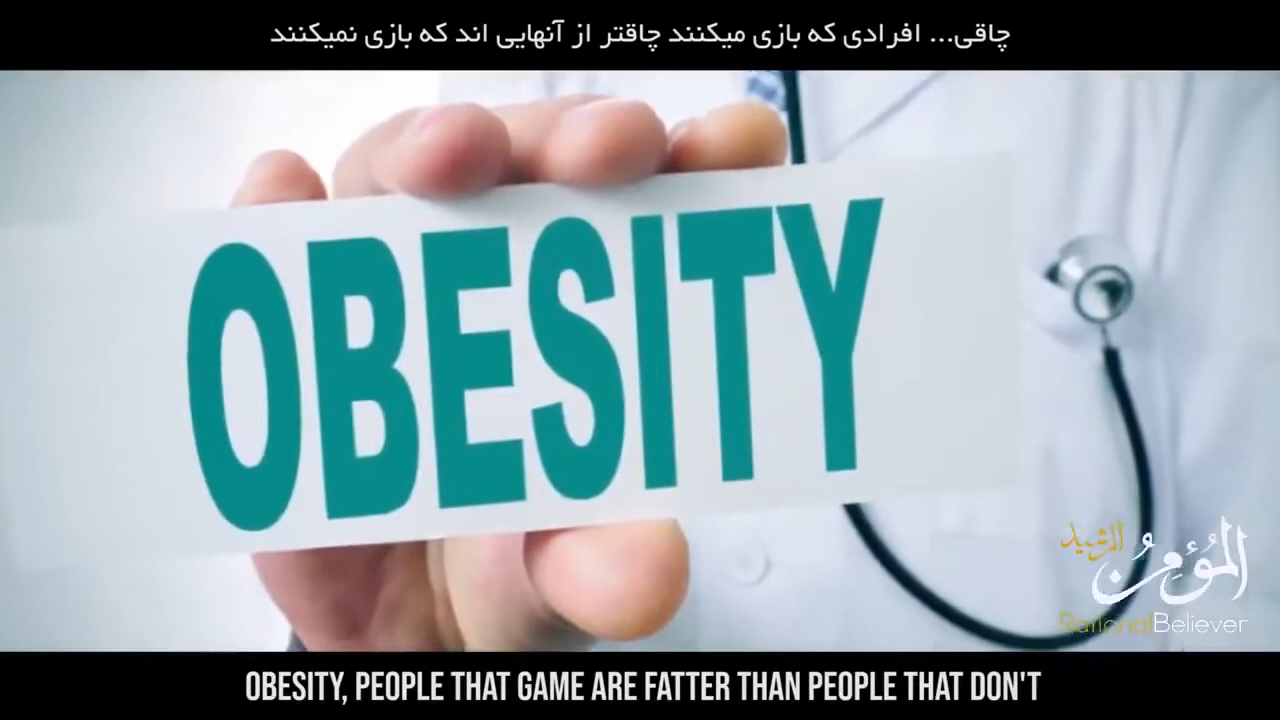 چاقی... افرادی که بازی میکنند چاقتر از آنهایی اند که بازی نمیکنند
OBESITY
المؤمن الرشيد
RationalBeliever
OBESITY, PEOPLE THAT GAME ARE FATTER THAN PEOPLE THAT DON'T